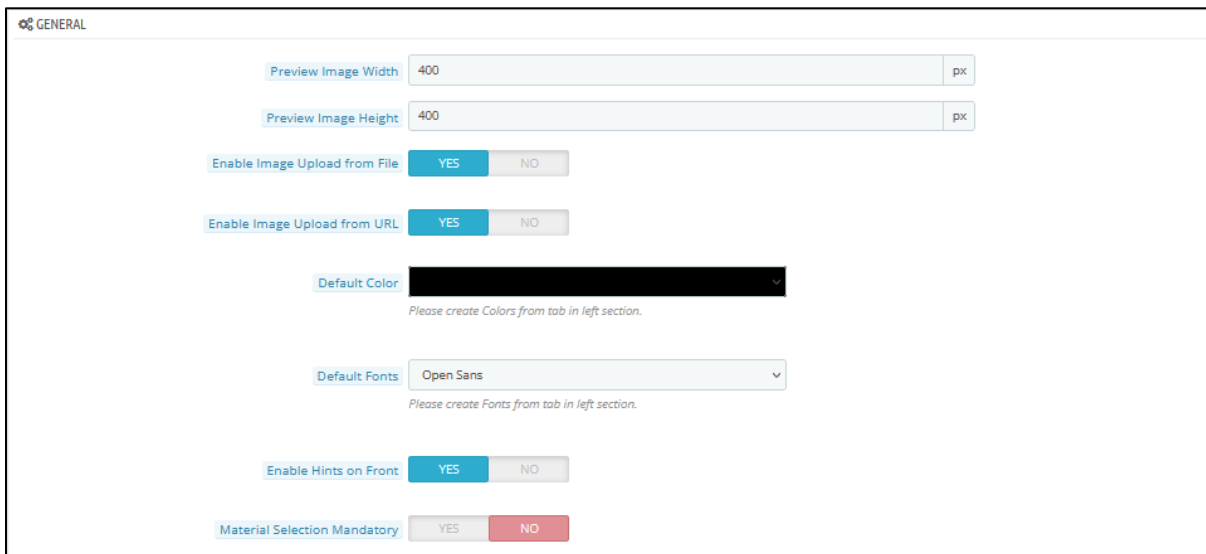 GENERAL
Preview Image Width 400 px
Preview Image Height 400 px
Enable Image Upload from File YES NO
Enable Image Upload from URL YES NO
Default Color
Please create Colors from tab in left section.
Default Fonts Open Sans
Please create Fonts from tab in left section.
Enable Hints on Front YES NO
Material Selection Mandatory YES NO